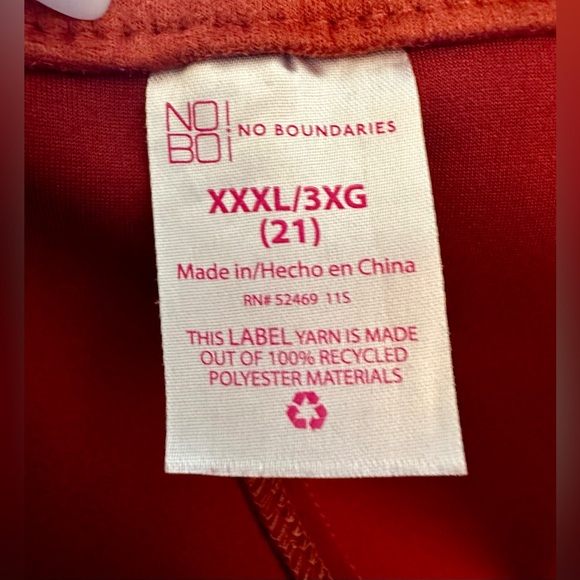 NO!
BO¡
NO BOUNDARIES
XXXL/3XG
(21)
Made in/Hecho en China
RN# 52469 11S
THIS LABEL YARN IS MADE
OUT OF 100% RECYCLED
POLYESTER MATERIALS